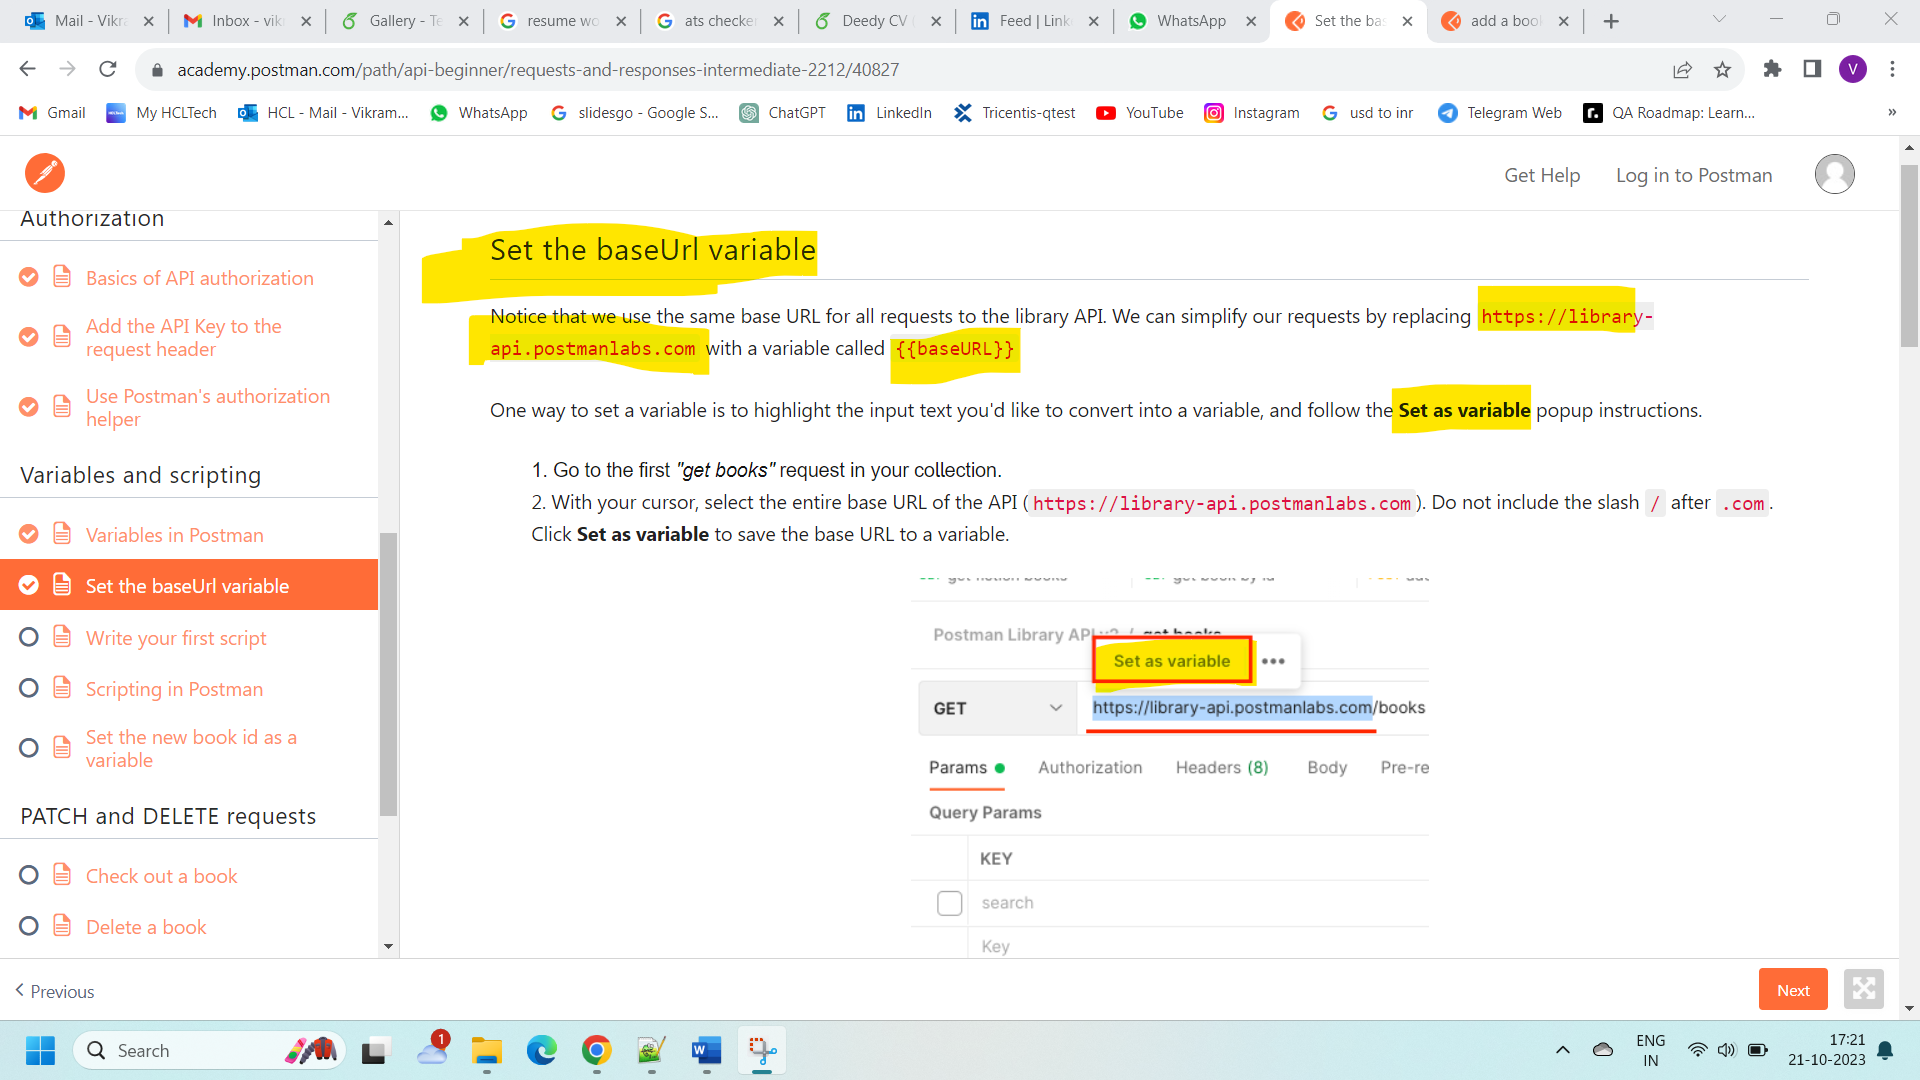 Mail - Vikra
Inbox - vik
Gallery - Te
resume wo
ats checke
Deedy CV
Feed | Link
WhatsApp
Set the ba
add a boo
academy.postman.com/path/api-beginner/requests-and-responses-intermediate-2212/40827
V
Gmail
My HCLTech
HCL - Mail - Vikram...
WhatsApp
slidesgo - Google S...
ChatGPT
LinkedIn
Tricentis-qtest
YouTube
Instagram
usd to inr
Telegram Web
QA Roadmap: Learn...
»
Get Help
Log in to Postman
Authorization
Basics of API authorization
Add the API Key to the
request header
Use Postman's authorization
helper
Variables and scripting
Variables in Postman
Set the baseUrl variable
Write your first script
Scripting in Postman
Set the new book id as a
variable
PATCH and DELETE requests
Check out a book
Delete a book
Set the baseUrl variable
Notice that we use the same base URL for all requests to the library API. We can simplify our requests by replacing https://library-
api.postmanlabs.com with a variable called {{baseURL}}
One way to set a variable is to highlight the input text you'd like to convert into a variable, and follow the Set as variable popup instructions.
1. Go to the first "get books" request in your collection.
2. With your cursor, select the entire base URL of the API (https://library-api.postmanlabs.com). Do not include the slash / after .com.
Click Set as variable to save the base URL to a variable.
get book by id
Postman Library API v2 / get books
Set as variable •••
GET
https://library-api.postmanlabs.com/books
Params
Authorization
Headers (8)
Body
Pre-re
Query Params
KEY
search
Key
Previous
Next
Search
1
ENG
IN
17:21
21-10-2023